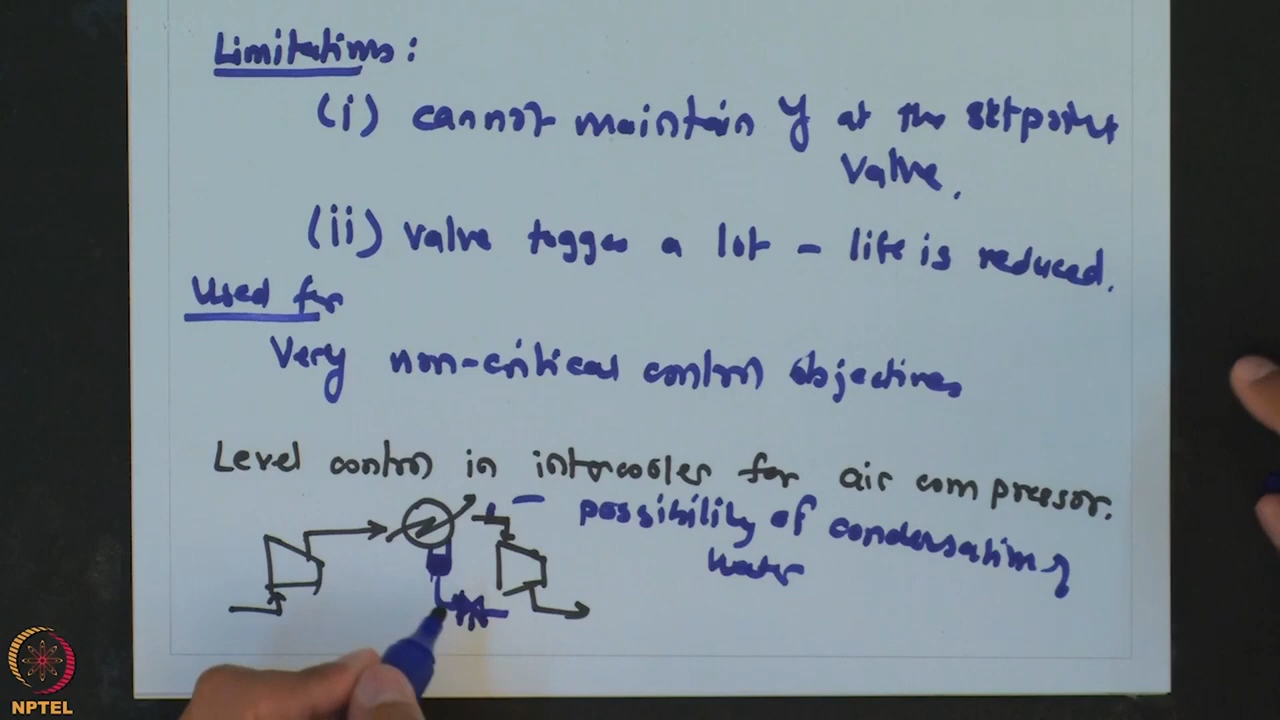 Limitations:
(i) cannot maintain y at the setpoint
value.
(ii) valve togges a lot - life is reduced.
Used for
Very non-critical control objectives
Level control in intercooler for air compressor.
- possibility of condensation of
water
NPTEL